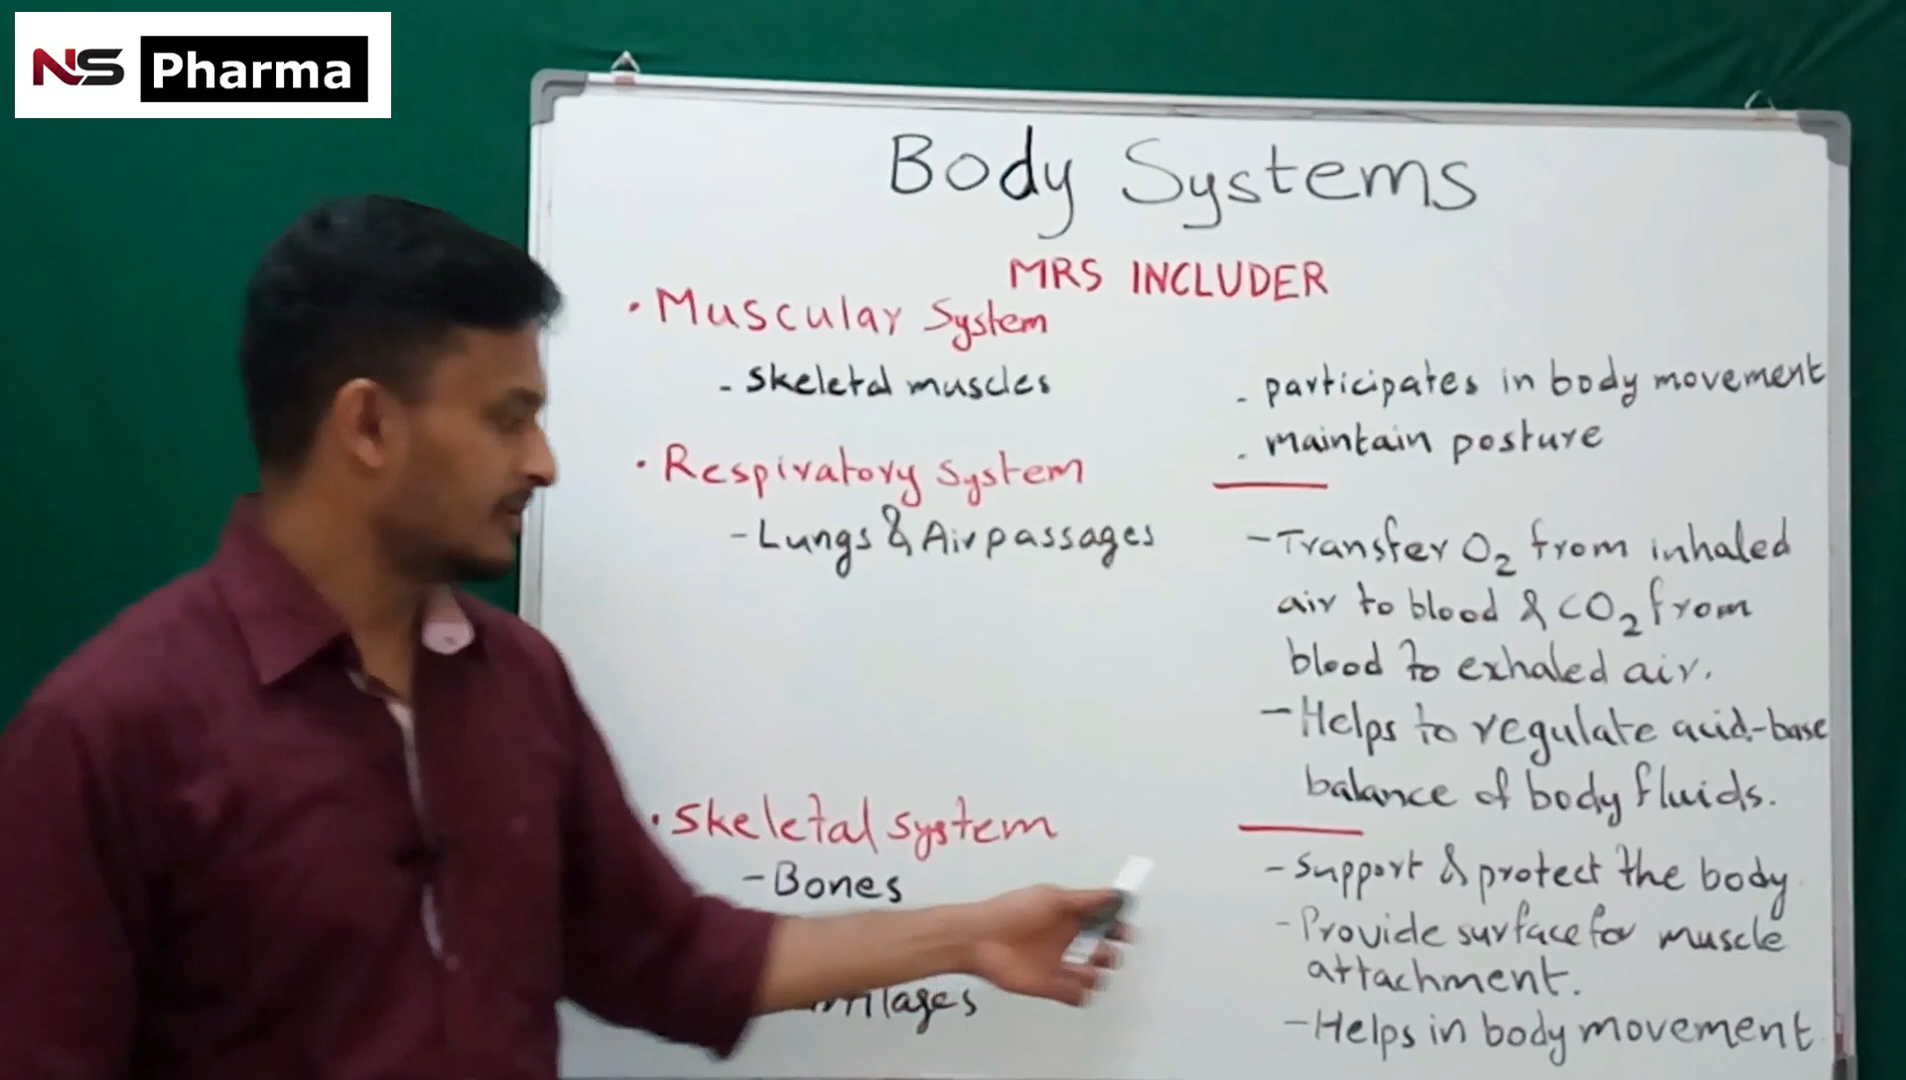 NS Pharma
Body Systems
MRS INCLUDER
• Muscular System
- Skeletal muscles
- participates in body movement
- maintain posture
• Respiratory System
- Lungs & Air passages
- Transfer O₂ from inhaled
air to blood & CO₂ from
blood to exhaled air.
- Helps to regulate acid-base
balance of body fluids.
• Skeletal system
- Bones
- Support & protect the body
- Provide surface for muscle
attachment.
- Helps in body movement